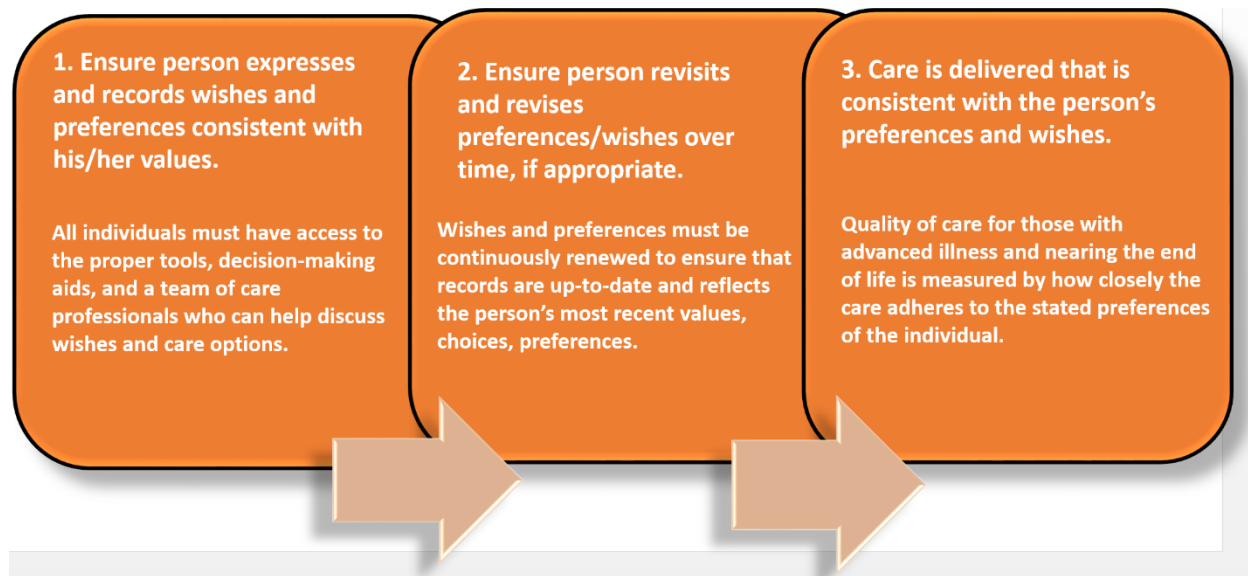 1. Ensure person expresses
and records wishes and
preferences consistent with
his/her values.
All individuals must have access to
the proper tools, decision-making
aids, and a team of care
professionals who can help discuss
wishes and care options.
2. Ensure person revisits
and revises
preferences/wishes over
time, if appropriate.
Wishes and preferences must be
continuously renewed to ensure that
records are up-to-date and reflects
the person’s most recent values,
choices, preferences.
3. Care is delivered that is
consistent with the person’s
preferences and wishes.
Quality of care for those with
advanced illness and nearing the end
of life is measured by how closely the
care adheres to the stated preferences
of the individual.